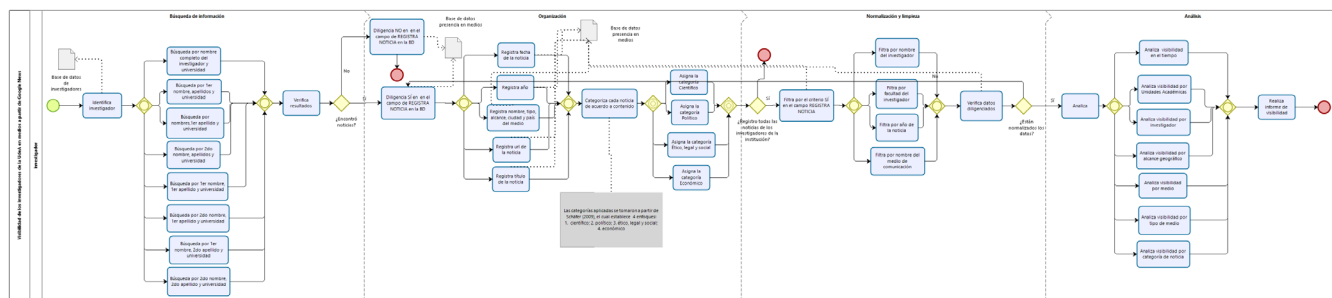 Visibilidad de los investigadores de la UdeA en medios a partir de Google News
Investigador
Búsqueda de información
Base de datos
de
investigadores
Identifica
investigador
Búsqueda por nombre
completo del
investigador y
universidad
Búsqueda por 1er
nombre, apellidos y
universidad
Búsqueda por
nombres,1er apellido y
universidad
Búsqueda por 2do
nombre, apellidos y
universidad
Búsqueda por 1er nombre,
1er apellido y universidad
Búsqueda por 2do nombre,
1er apellido y universidad
Búsqueda por 1er
nombre, 2do apellido y
universidad
Búsqueda por 2do nombre,
2do apellido y universidad
Verifica
resultados
¿Encontró
noticias?
No
Sí
Organización
Diligencia NO en en el
campo de REGISTRA
NOTICIA en la BD
Base de datos
presencia en medios
Diligencia SÍ en en el
campo de REGISTRA
NOTICIA en la BD
Registra fecha
de la noticia
Registra año
Registra nombre, tipo,
alcance, ciudad y país
del medio
Registra url de
la noticia
Registra título de
la noticia
Base de datos
presencia en
medios
Categoriza cada noticia
de acuerdo a contenido
Las categorías aplicadas se tomaron a partir de
Schäfer (2009), el cual establece 4 enfoques:
1. científico; 2. político; 3. ético, legal y social;
4. económico
Asigna la
categoría
Científico
Asigna la
categoría
Político
Asigna la categoría
Ético, legal y social
Asigna la
categoría
Económico
¿Registro todas las
noticias de los
investigadores de la
institución?
Sí
Normalización y limpieza
Filtra por el criterio SÍ en el
campo REGISTRA
NOTICIA
Filtra por nombre
del investigador
Filtra por
facultad del
investigador
Filtra por año de
la noticia
Filtra por nombre del
medio de
comunicación
Verifica datos
diligenciados
No
¿Están
normalizados los
datos?
Sí
Análisis
Analiza
Analiza visibilidad
en el tiempo
Analiza visibilidad por
Unidades Académicas
Analiza visibilidad
por investigador
Analiza visibilidad
por alcance geográfico
Analiza visibilidad
por medio
Analiza visibilidad por
tipo de medio
Analiza visibilidad por
categoría de noticia
Realiza
informe de
visibilidad